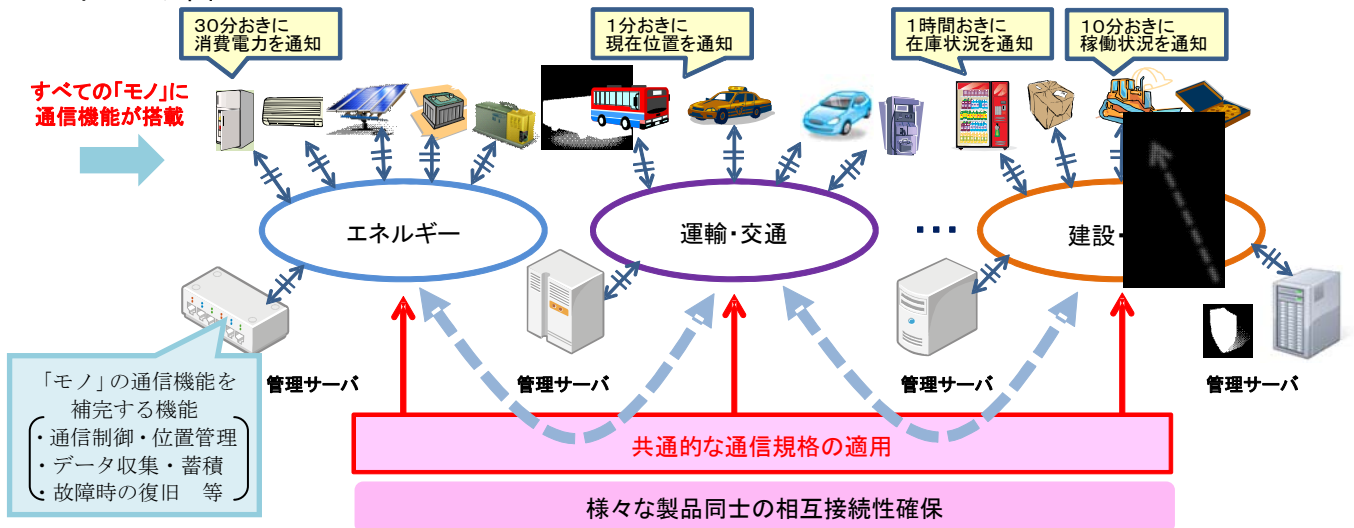 30分おきに
消費電力を通知
1分おきに
現在位置を通知
1時間おきに
在庫状況を通知
10分おきに
稼働状況を通知
すべての「モノ」に
通信機能が搭載
エネルギー
運輸・交通
・・・
建設・
「モノ」の通信機能を
補完する機能
・通信制御・位置管理
・データ収集・蓄積
・故障時の復旧 等
管理サーバ
管理サーバ
管理サーバ
管理サーバ
共通的な通信規格の適用
様々な製品同士の相互接続性確保